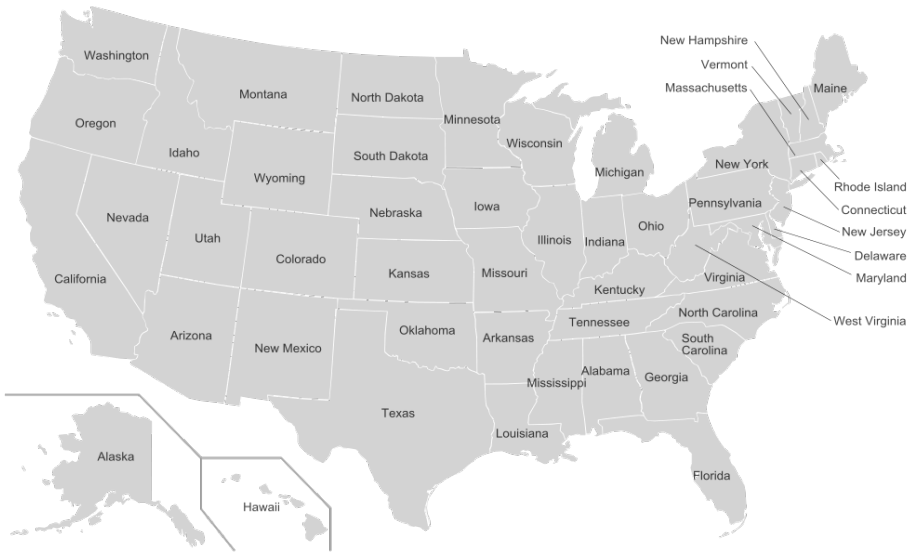 New Hampshire
Washington
Vermont
Massachusetts
Maine
Montana
North Dakota
Oregon
Minnesota
Wisconsin
Idaho
South Dakota
New York
Michigan
Wyoming
Rhode Island
Pennsylvania
Iowa
Connecticut
Nebraska
Nevada
Ohio
New Jersey
Utah
Illinois
Indiana
Colorado
Delaware
Kansas
Missouri
California
Virginia
Maryland
Kentucky
North Carolina
West Virginia
Tennessee
Oklahoma
Arizona
Arkansas
South
Carolina
New Mexico
Alabama
Georgia
Mississippi
Texas
Louisiana
Alaska
Florida
Hawaii